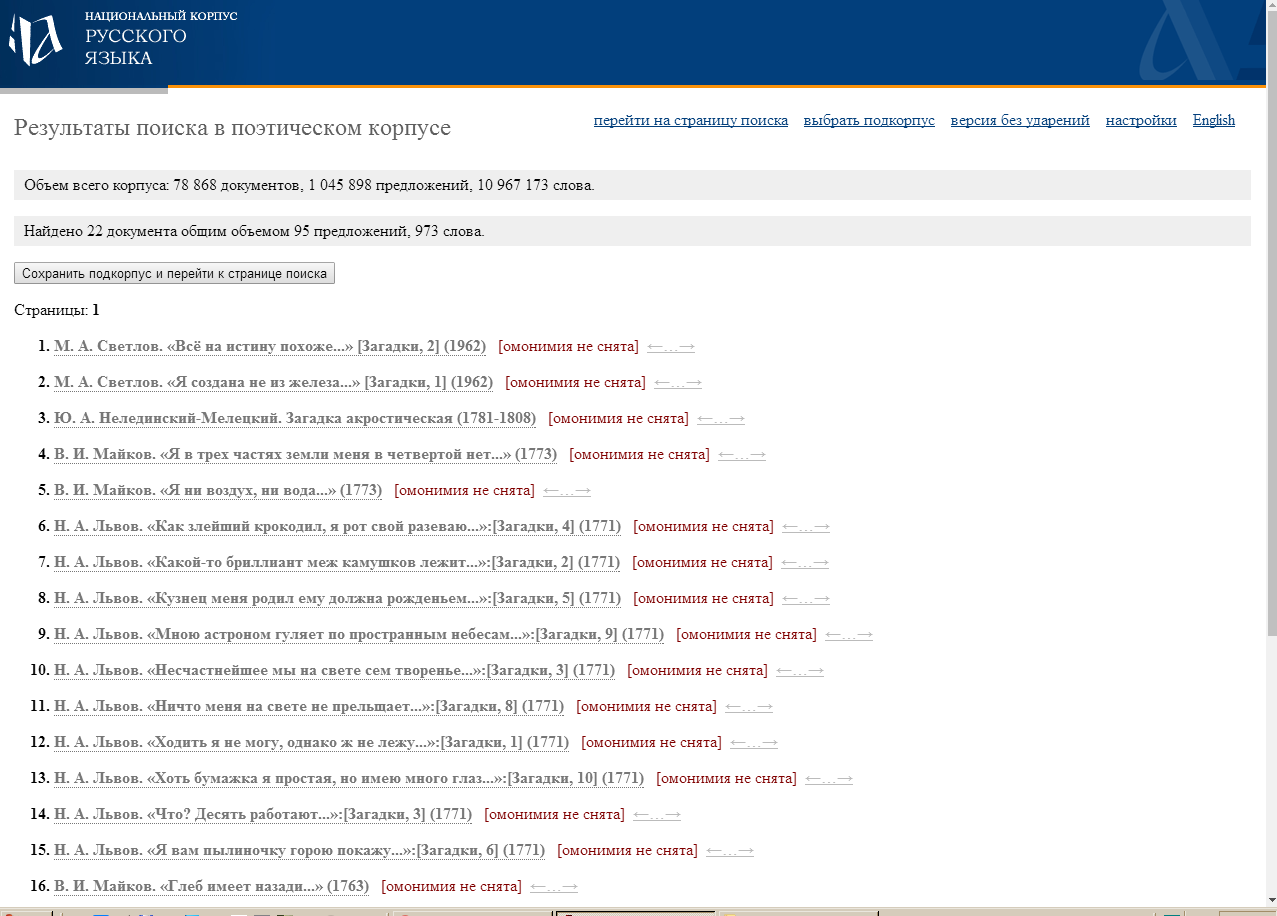 НАЦИОНАЛЬНЫЙ КОРПУС
РУССКОГО
ЯЗЫКА
Результаты поиска в поэтическом корпусе
перейти на страницу поиска выбрать подкорпус версия без ударений настройки English
Объем всего корпуса: 78 868 документов, 1 045 898 предложений, 10 967 173 слова.
Найдено 22 документа общим объемом 95 предложений, 973 слова.
Сохранить подкорпус и перейти к странице поиска
Страницы: 1
1. М. А. Светлов. «Всё на истину похоже...» [Загадки, 2] (1962) [омонимия не снята] ←…→
2. М. А. Светлов. «Я создана не из железа...» [Загадки, 1] (1962) [омонимия не снята] ←…→
3. Ю. А. Нелединский-Мелецкий. Загадка акростическая (1781-1808) [омонимия не снята] ←…→
4. В. И. Майков. «Я в трех частях земли меня в четвертой нет...» (1773) [омонимия не снята] ←…→
5. В. И. Майков. «Я ни воздух, ни вода...» (1773) [омонимия не снята] ←…→
6. Н. А. Львов. «Как злейший крокодил, я рот свой разеваю...»:[Загадки, 4] (1771) [омонимия не снята] ←…→
7. Н. А. Львов. «Какой-то бриллиант меж камушков лежит...»:[Загадки, 2] (1771) [омонимия не снята] ←…→
8. Н. А. Львов. «Кузнец меня родил ему должна рожденьем...»:[Загадки, 5] (1771) [омонимия не снята] ←…→
9. Н. А. Львов. «Мною астроном гуляет по пространным небесам...»:[Загадки, 9] (1771) [омонимия не снята] ←…→
10. Н. А. Львов. «Несчастнейшее мы на свете сем творенье...»:[Загадки, 3] (1771) [омонимия не снята] ←…→
11. Н. А. Львов. «Ничто меня на свете не прельщает...»:[Загадки, 8] (1771) [омонимия не снята] ←…→
12. Н. А. Львов. «Ходить я не могу, однако ж не лежу...»:[Загадки, 1] (1771) [омонимия не снята] ←…→
13. Н. А. Львов. «Хоть бумажка я простая, но имею много глаз...»:[Загадки, 10] (1771) [омонимия не снята] ←…→
14. Н. А. Львов. «Что? Десять работают...»:[Загадки, 3] (1771) [омонимия не снята] ←…→
15. Н. А. Львов. «Я вам пылиночку горою покажу...»:[Загадки, 6] (1771) [омонимия не снята] ←…→
16. В. И. Майков. «Глеб имеет назади...» (1763) [омонимия не снята] ←…→